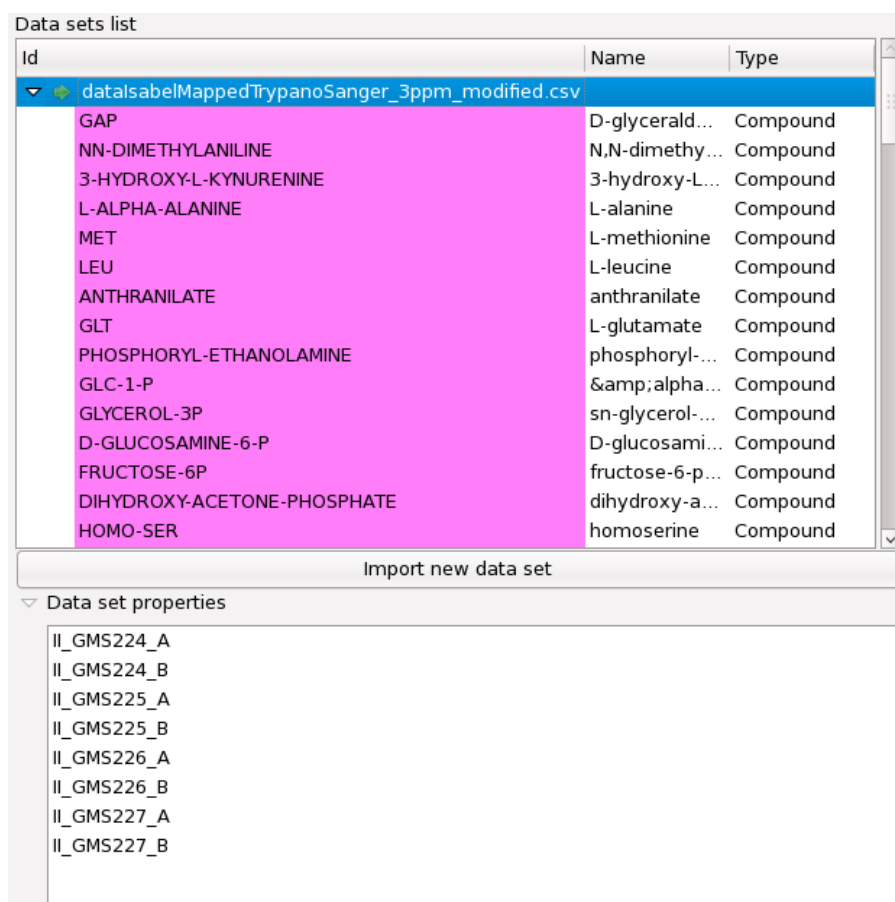 Data sets list
Id Name Type
dataIsabelMappedTrypanoSanger_3ppm_modified.csv
GAP D-glycerald... Compound
NN-DIMETHYLANILINE N,N-dimethy... Compound
3-HYDROXY-L-KYNURENINE 3-hydroxy-L... Compound
L-ALPHA-ALANINE L-alanine Compound
MET L-methionine Compound
LEU L-leucine Compound
ANTHRANILATE anthranilate Compound
GLT L-glutamate Compound
PHOSPHORYL-ETHANOLAMINE phosphoryl-... Compound
GLC-1-P &amp;alpha... Compound
GLYCEROL-3P sn-glycerol-... Compound
D-GLUCOSAMINE-6-P D-glucosami... Compound
FRUCTOSE-6P fructose-6-p... Compound
DIHYDROXY-ACETONE-PHOSPHATE dihydroxy-a... Compound
HOMO-SER homoserine Compound
Import new data set
Data set properties
II_GMS224_A
II_GMS224_B
II_GMS225_A
II_GMS225_B
II_GMS226_A
II_GMS226_B
II_GMS227_A
II_GMS227_B